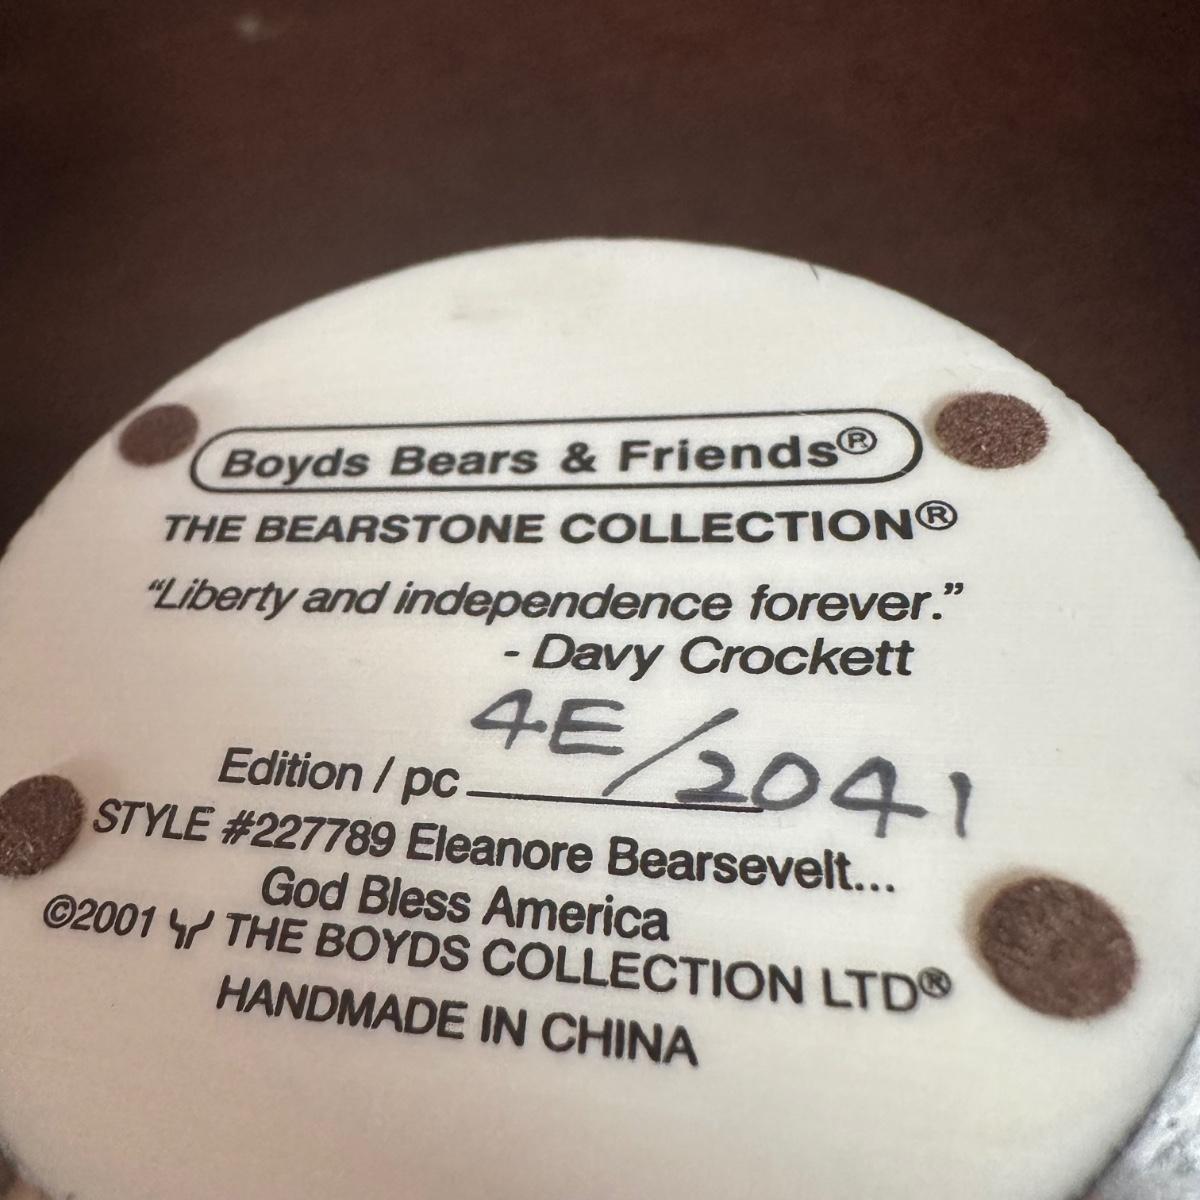 Boyds Bears & Friends®
THE BEARSTONE COLLECTION®
“Liberty and independence forever.”
- Davy Crockett
4E/2041
Edition / pc
STYLE #227789 Eleanore Bearsevelt...
God Bless America
©2001 THE BOYDS COLLECTION LTD®
HANDMADE IN CHINA